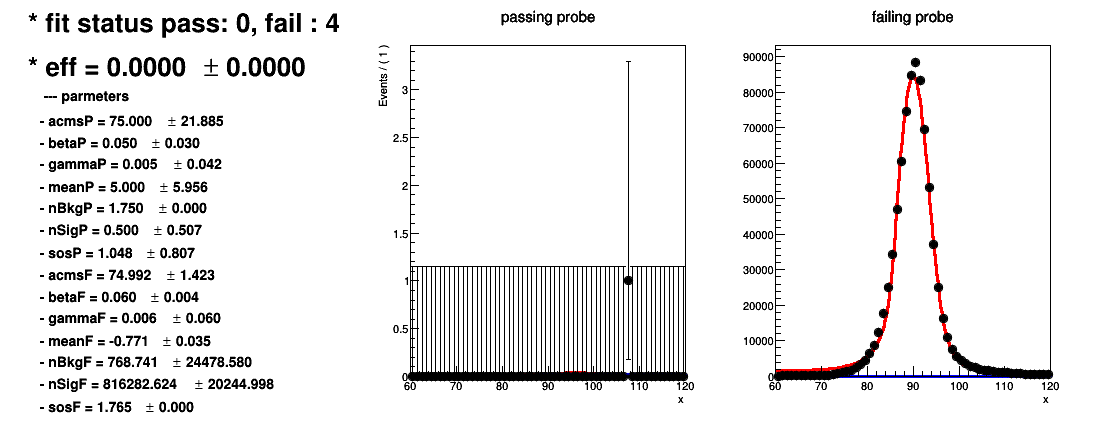 * fit status pass: 0, fail : 4
* eff = 0.0000 ± 0.0000
--- parmeters
- acmsP = 75.000 ± 21.885
- betaP = 0.050 ± 0.030
- gammaP = 0.005 ± 0.042
- meanP = 5.000 ± 5.956
- nBkgP = 1.750 ± 0.000
- nSigP = 0.500 ± 0.507
- sosP = 1.048 ± 0.807
- acmsF = 74.992 ± 1.423
- betaF = 0.060 ± 0.004
- gammaF = 0.006 ± 0.060
- meanF = -0.771 ± 0.035
- nBkgF = 768.741 ± 24478.580
- nSigF = 816282.624 ± 20244.998
- sosF = 1.765 ± 0.000
passing probe
Events / ( 1 )
3
2.5
2
1.5
1
0.5
0
60 70 80 90 100 110 120
x
failing probe
90000
80000
70000
60000
50000
40000
30000
20000
10000
0
60 70 80 90 100 110 120
x